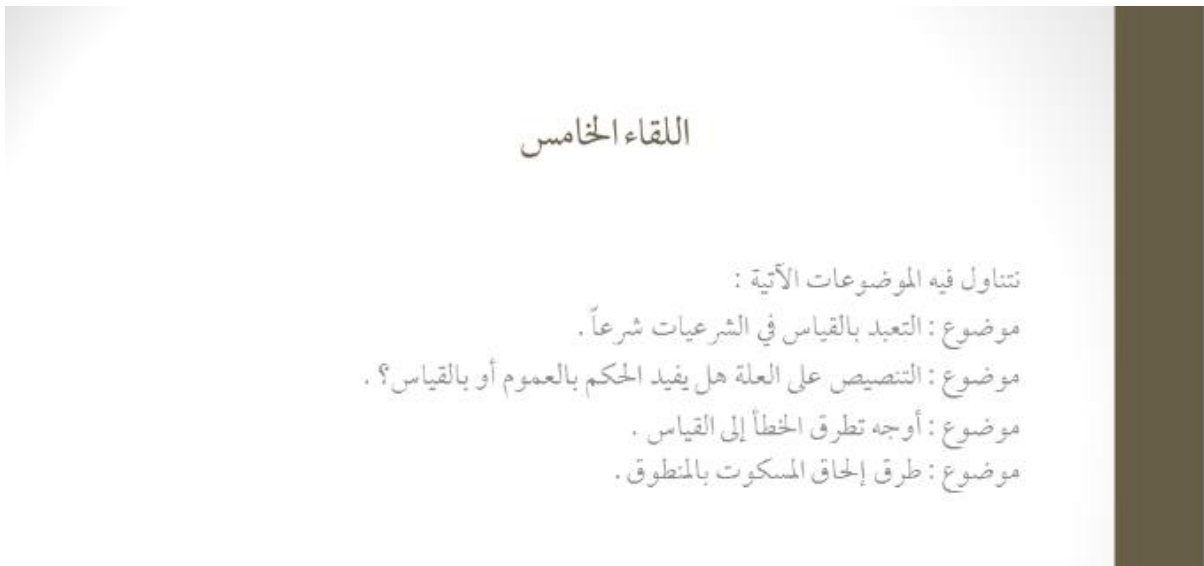 اللقاء الخامس
نتناول فيه الموضوعات الآتية :
موضوع : التعبد بالقياس في الشرعيات شرعاً .
موضوع : التنصيص على العلة هل يفيد الحكم بالعموم أو بالقياس؟ .
موضوع : أوجه تطرق الخطأ إلى القياس .
موضوع : طرق إلحاق المسكوت بالمنطوق .